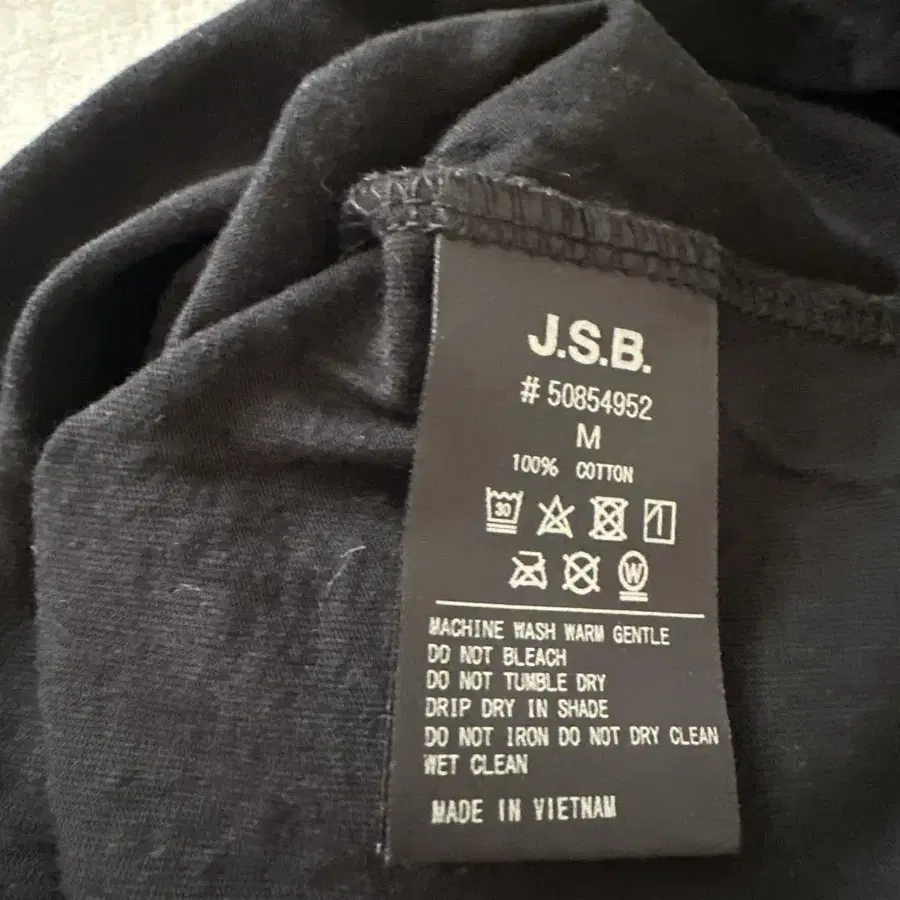 J.S.B.
# 50854952
M
100% COTTON
30
W
MACHINE WASH WARM GENTLE
DO NOT BLEACH
DO NOT TUMBLE DRY
DRIP DRY IN SHADE
DO NOT IRON DO NOT DRY CLEAN
WET CLEAN
MADE IN VIETNAM